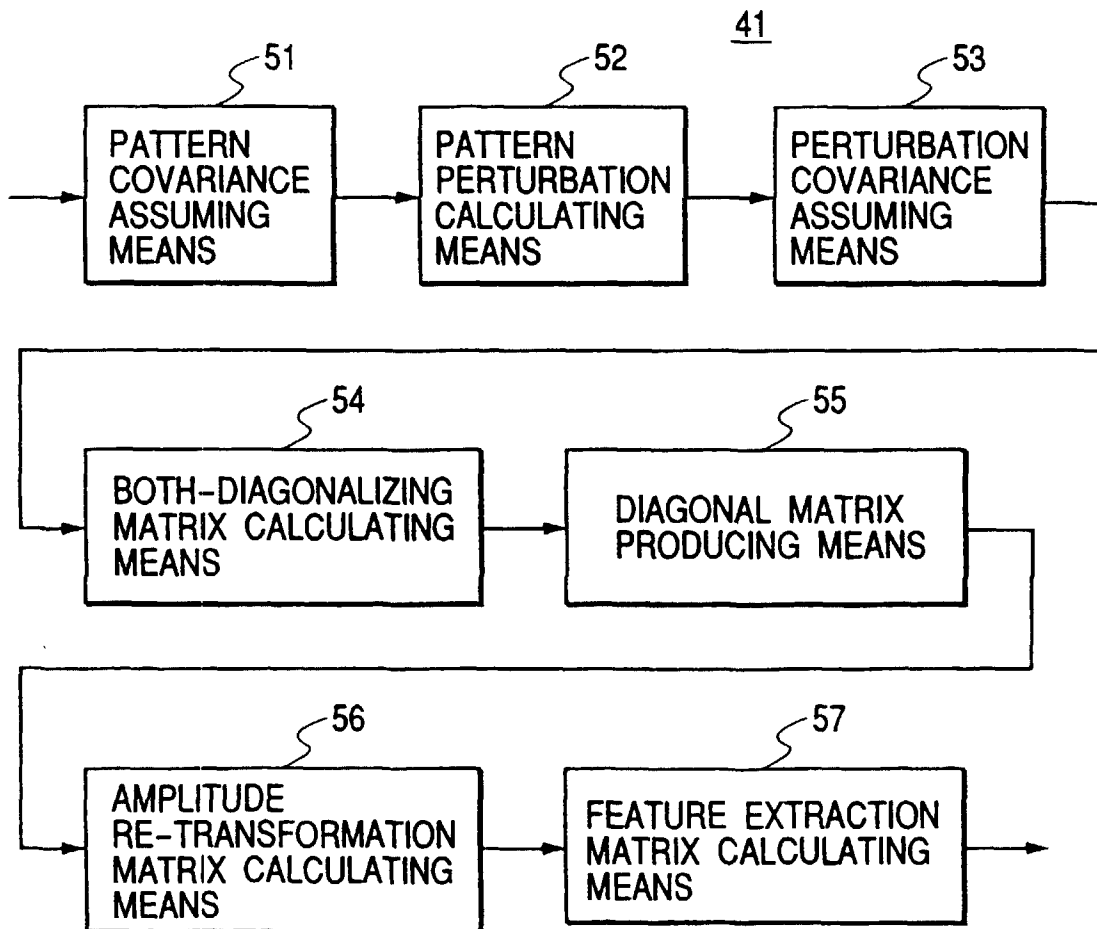 41
51
52
53
PATTERN
COVARIANCE
ASSUMING
MEANS
PATTERN
PERTURBATION
CALCULATING
MEANS
PERTURBATION
COVARIANCE
ASSUMING
MEANS
54
55
BOTH-DIAGONALIZING
MATRIX CALCULATING
MEANS
DIAGONAL MATRIX
PRODUCING MEANS
56
57
AMPLITUDE
RE-TRANSFORMATION
MATRIX CALCULATING
MEANS
FEATURE EXTRACTION
MATRIX CALCULATING
MEANS